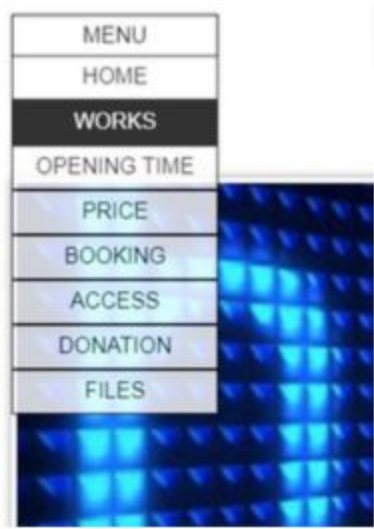 MENU
HOME
WORKS
OPENING TIME
PRICE
BOOKING
ACCESS
DONATION
FILES